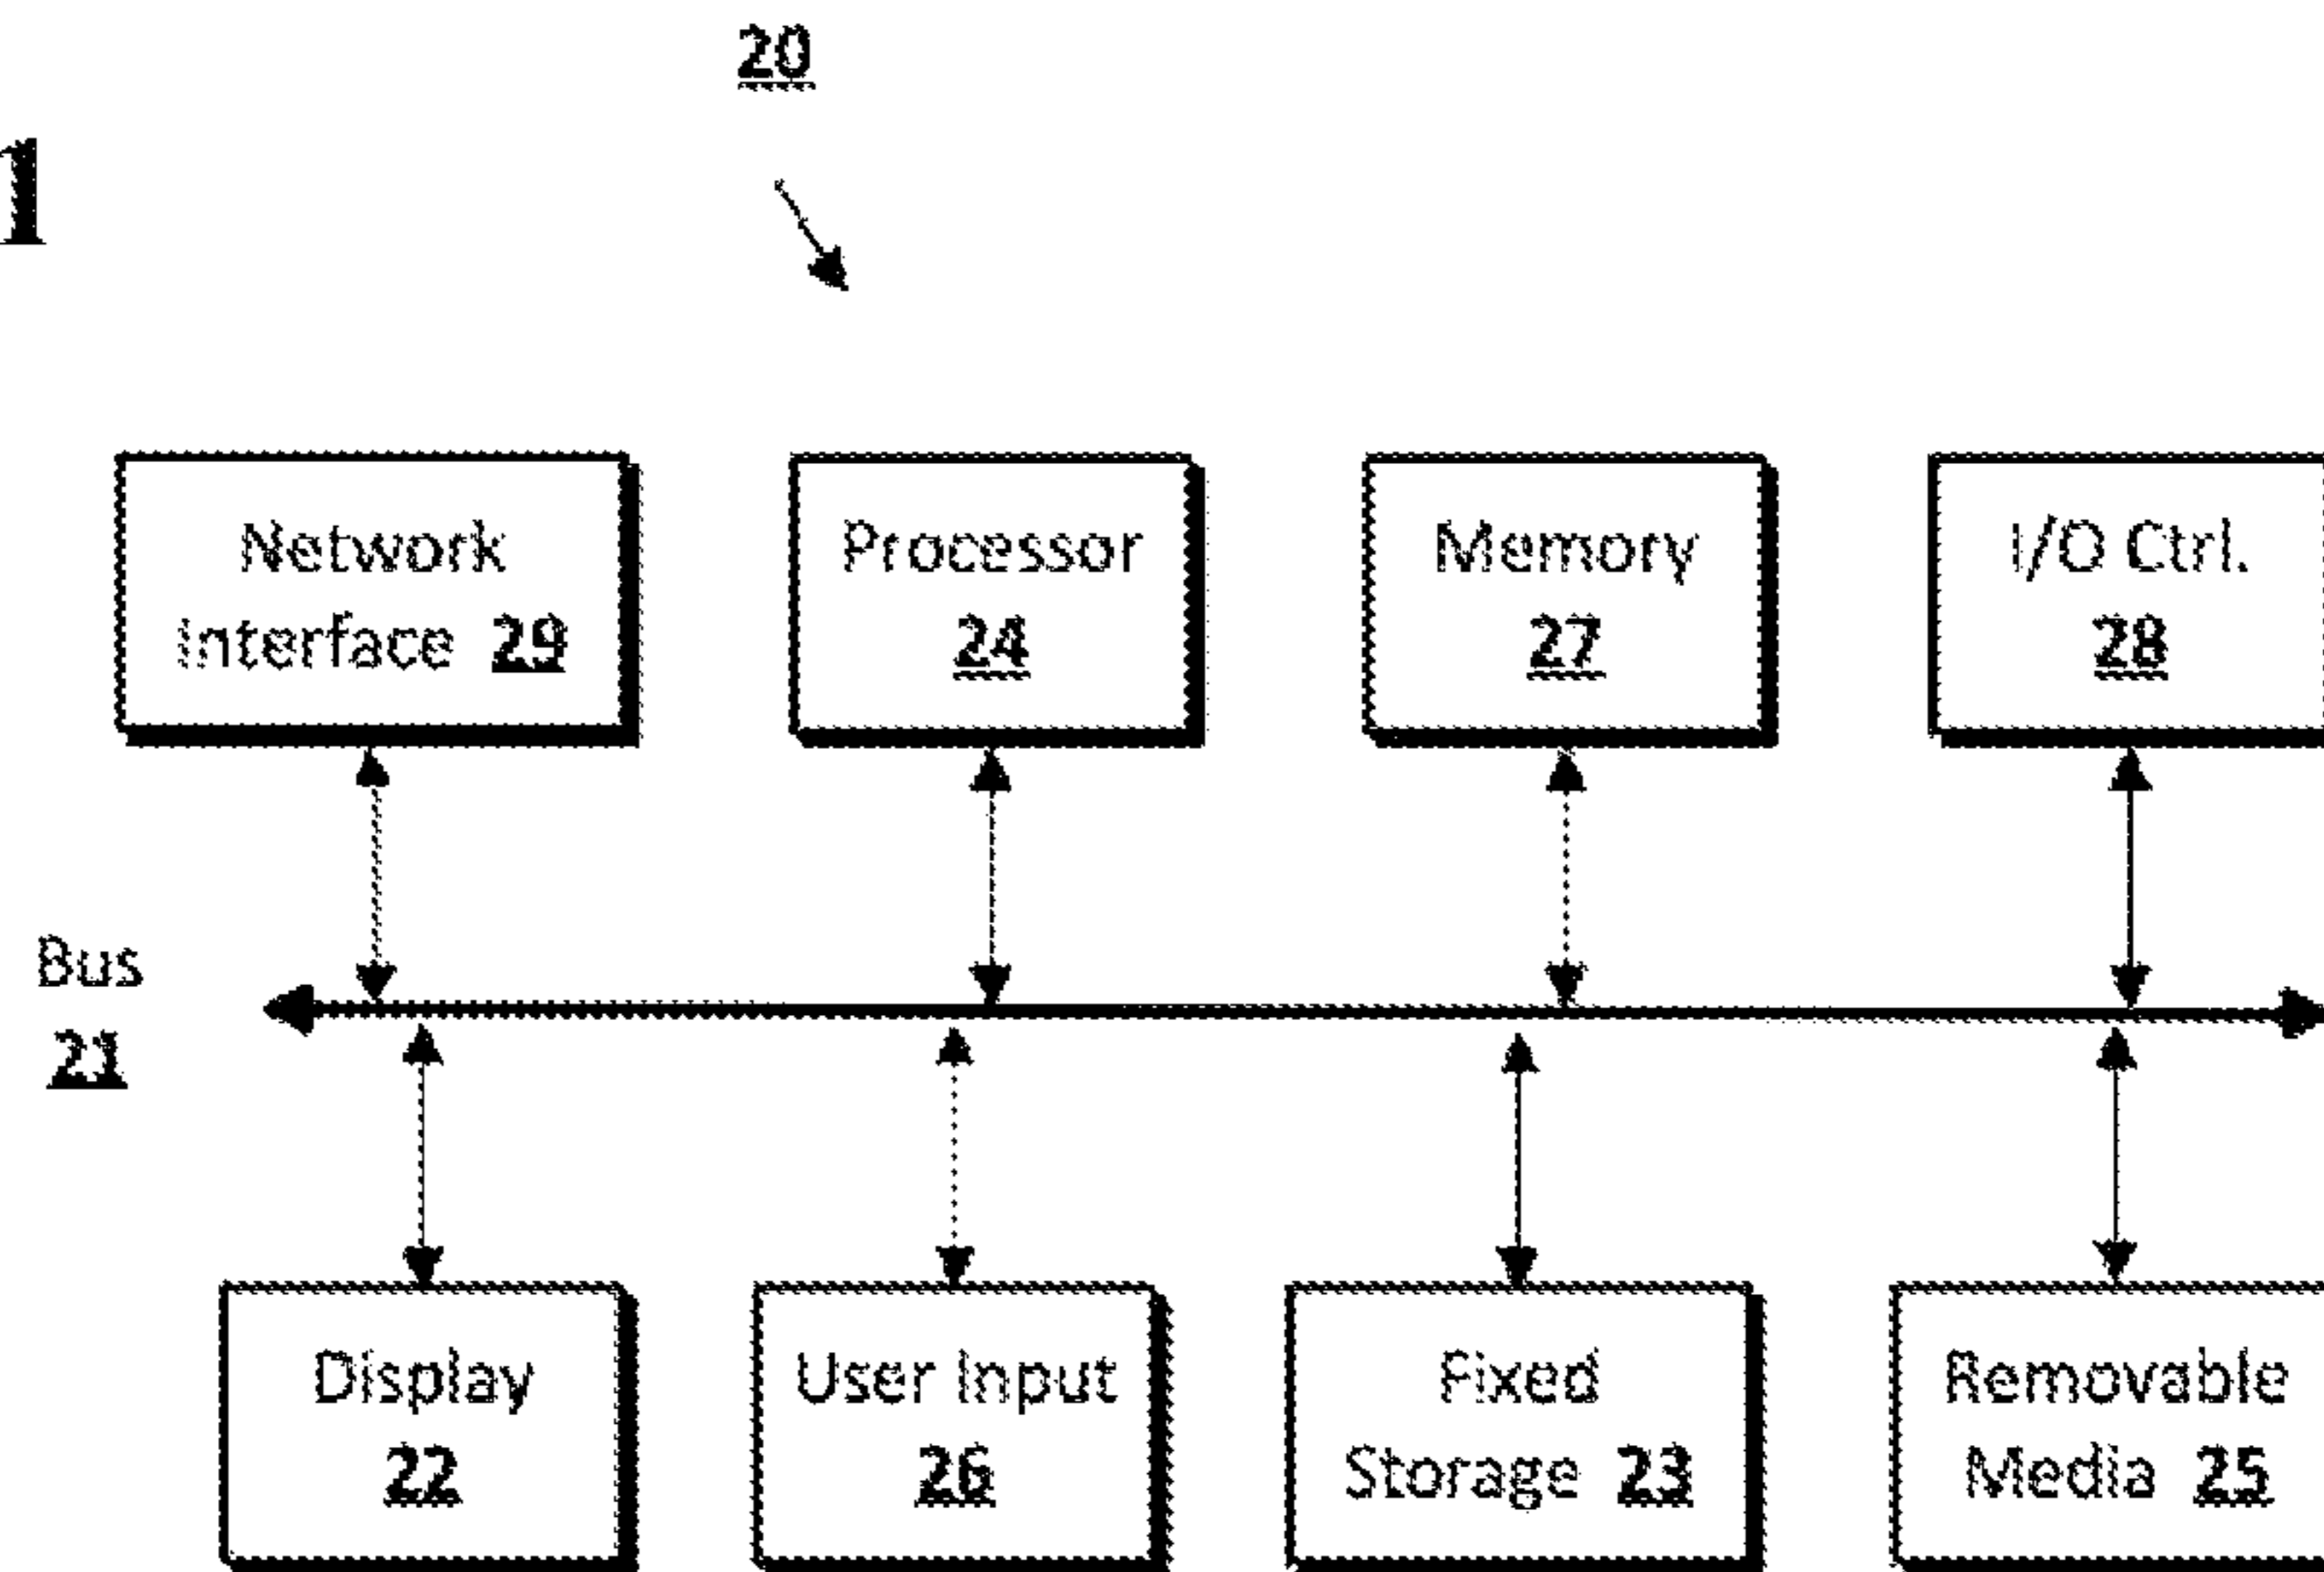 20
1
Network
Interface 29
Processor
24
Memory
27
I/O Ctrl.
28
Bus
21
Display
22
User Input
26
Fixed
Storage 23
Removable
Media 25